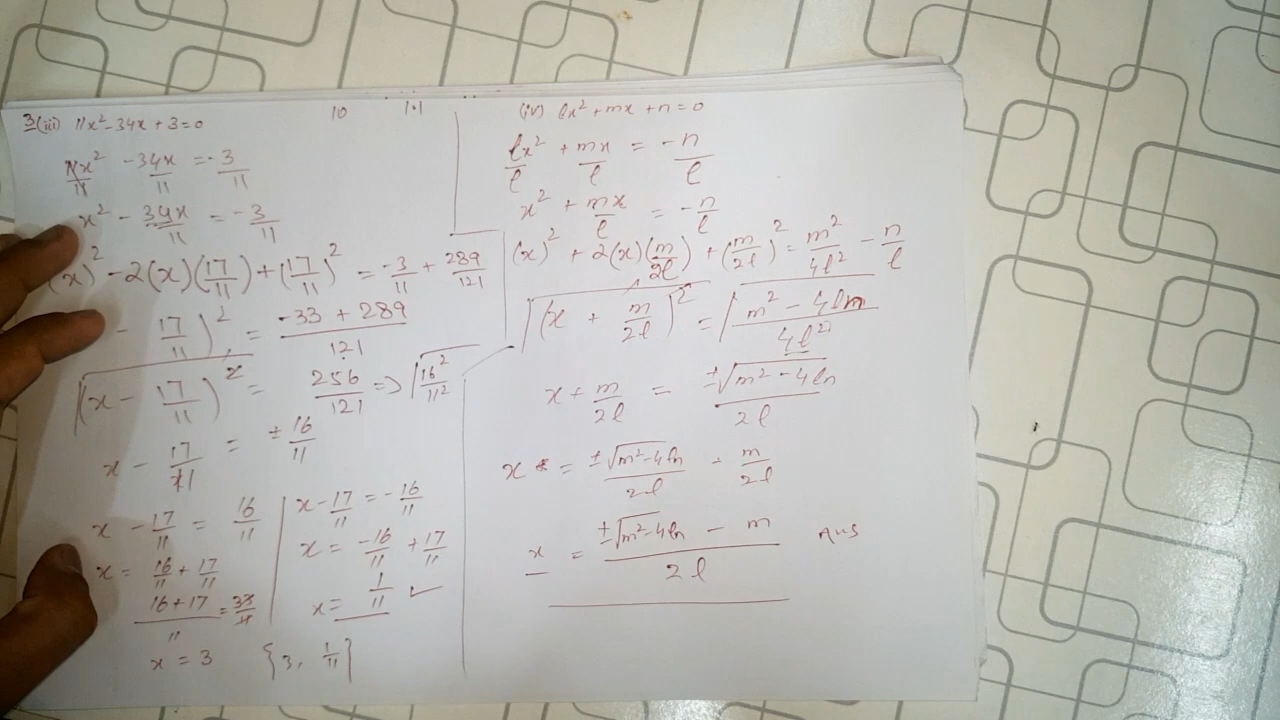 10 1.1
3(iii) 11x² - 34x + 3 = 0
11x²/11 - 34x/11 = -3/11
x² - 34x/11 = -3/11
(x)² - 2(x)(17/11) + (17/11)² = -3/11 + 289/121
- 17/11)² = -33 + 289/121
√(x - 17/11)² = 256/121 => √16²/11²
x - 17/11 = ±16/11
x - 17/11 = 16/11
x = 16/11 + 17/11
16+17/11 = 33/11
x = 3
x - 17/11 = -16/11
x = -16/11 + 17/11
x = 1/11 ✓
{3, 1/11}
(iv) lx² + mx + n = 0
lx²/l + mx/l = -n/l
x² + mx/l = -n/l
(x)² + 2(x)(m/2l) + (m/2l)² = m²/4l² - n/l
√(x + m/2l)² = √m² - 4lm/4l²
x + m/2l = ±√m² - 4ln/2l
x = ±√m²-4ln/2l - m/2l
x = ±√m²-4ln - m/2l Ans